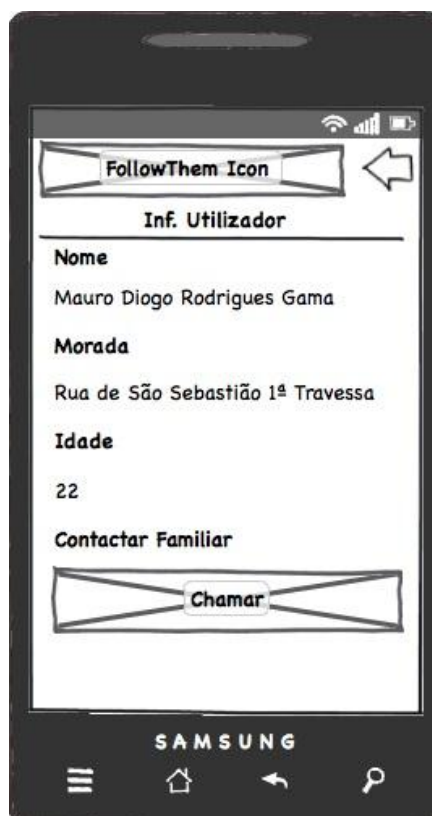 FollowThem Icon
Inf. Utilizador
Nome
Mauro Diogo Rodrigues Gama
Morada
Rua de São Sebastião 1ª Travessa
Idade
22
Contactar Familiar
Chamar
SAMSUNG